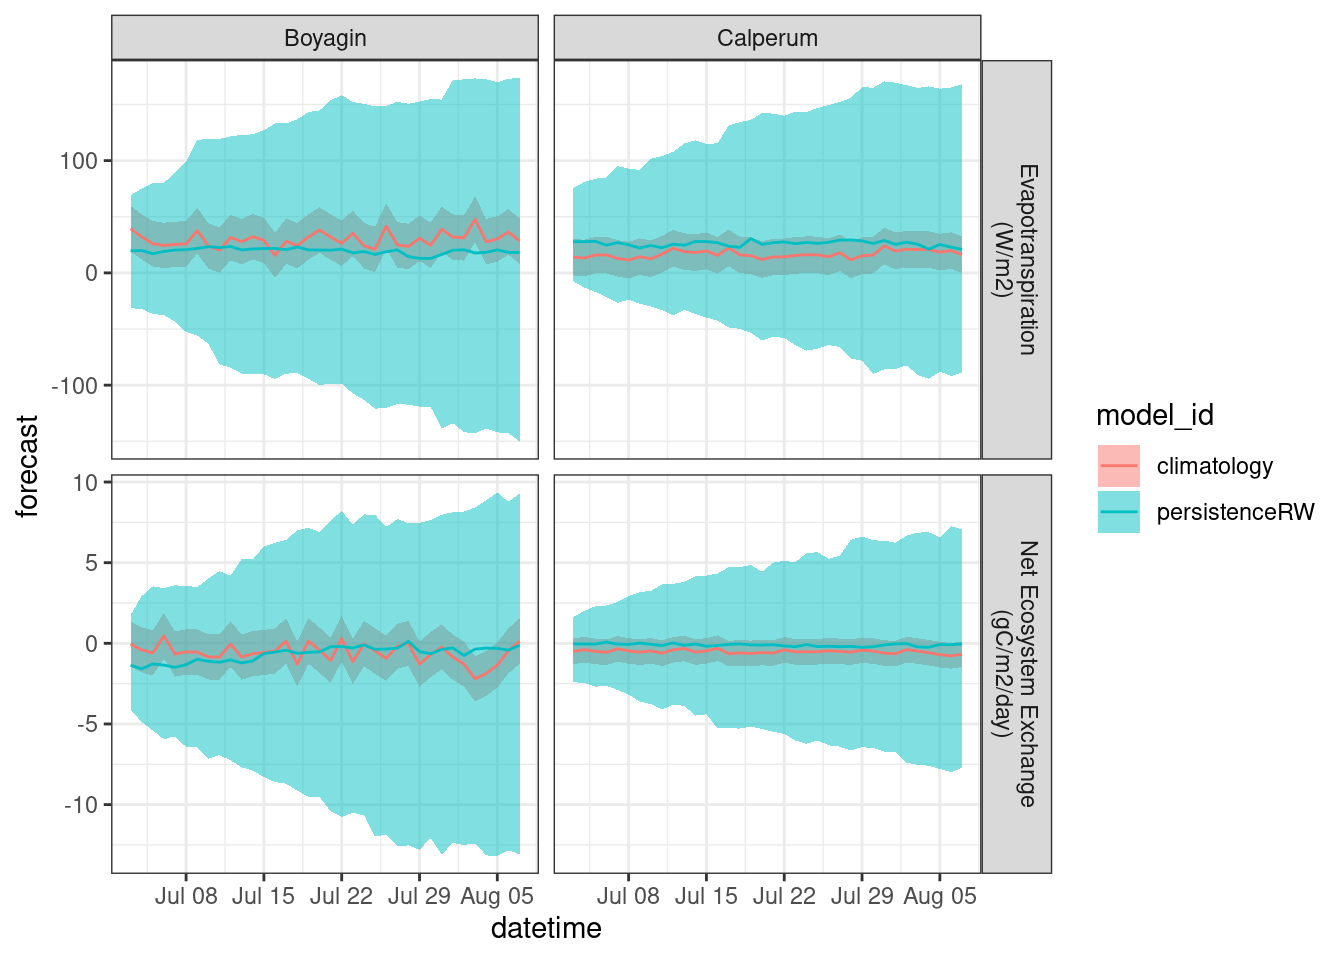 Boyagin
Calperum
100
0
-100
Evapotranspiration
(W/m2)
forecast
10
5
0
-5
-10
Net Ecosystem Exchange
(gC/m2/day)
Jul 08
Jul 15
Jul 22
Jul 29
Aug 05
Jul 08
Jul 15
Jul 22
Jul 29
Aug 05
datetime
model_id
climatology
persistenceRW